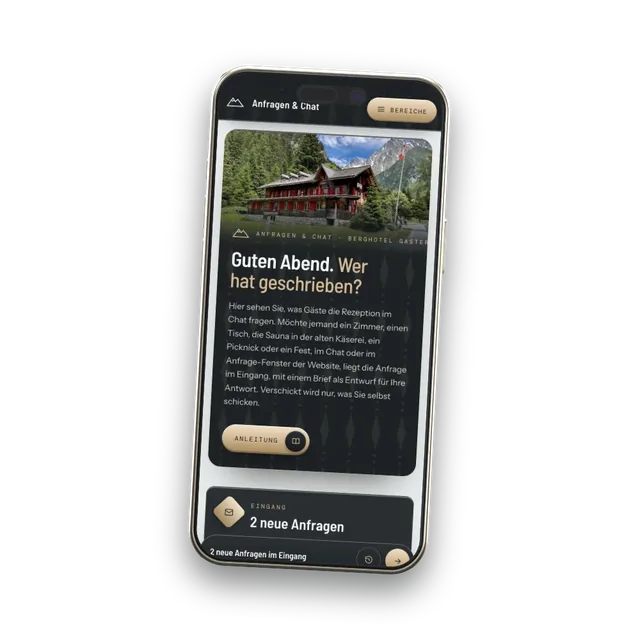 Anfragen & Chat
BEREICHE
ANFRAGEN & CHAT · BERGHOTEL
Guten Abend. Wer
hat geschrieben?
Hier sehen Sie, was Gäste die Rezeption im
Chat fragen. Möchte jemand ein Zimmer, einen
Tisch, die Sauna in der alten Käserei, ein
Picknick oder ein Fest, im Chat oder im
Anfrage-Fenster der Website, liegt die Anfrage
im Eingang, mit einem Brief als Entwurf für Ihre
Antwort. Verschickt wird nur, was Sie selbst
schicken.
ANLEITUNG
EINGANG
2 neue Anfragen
2 neue Anfragen im Eingang